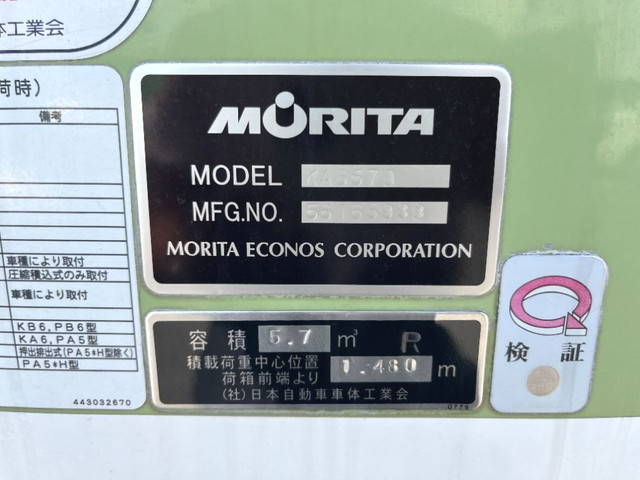 体工業会
荷時)
備考
車種により取付
圧縮積込式のみ取付
車種により取付
KB6,PB6型
KA6,PA5型
押出排出式(PA5*H型除く)
PA5*H型
443032670
MORITA
MODEL
MFG.NO.
MORITA ECONOS CORPORATION
容積 5.7 m³ R
積載荷重中心位置
荷箱前端より 1.480 m
(社)日本自動車車体工業会
検証